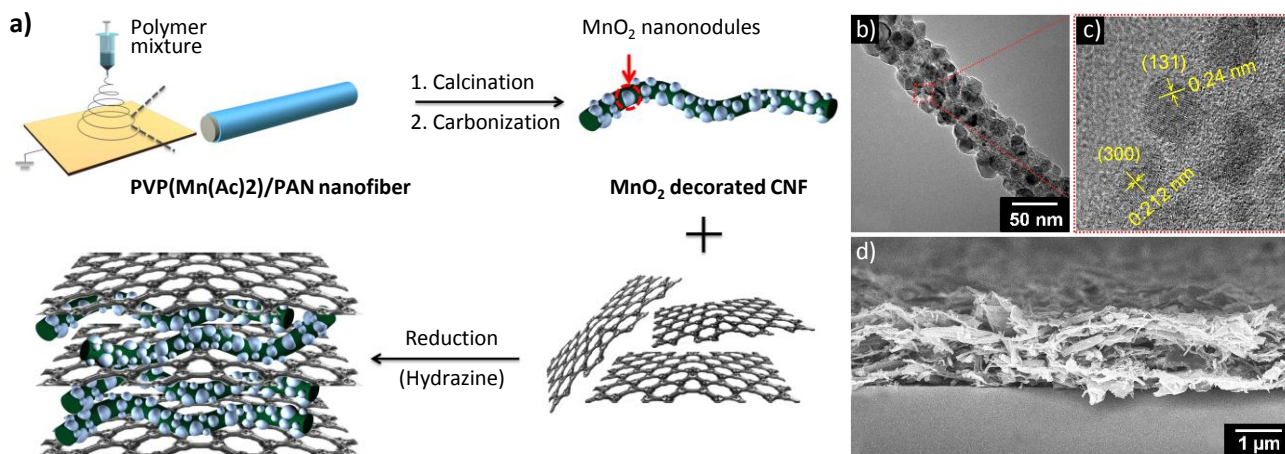 a)
Polymer
mixture
PVP(Mn(Ac)2)/PAN nanofiber
1. Calcination
2. Carbonization
MnO₂ nanonodules
MnO₂ decorated CNF
+
Reduction
(Hydrazine)
b)
50 nm
c)
(131)
0.24 nm
(300)
0.212 nm
d)
1 µm